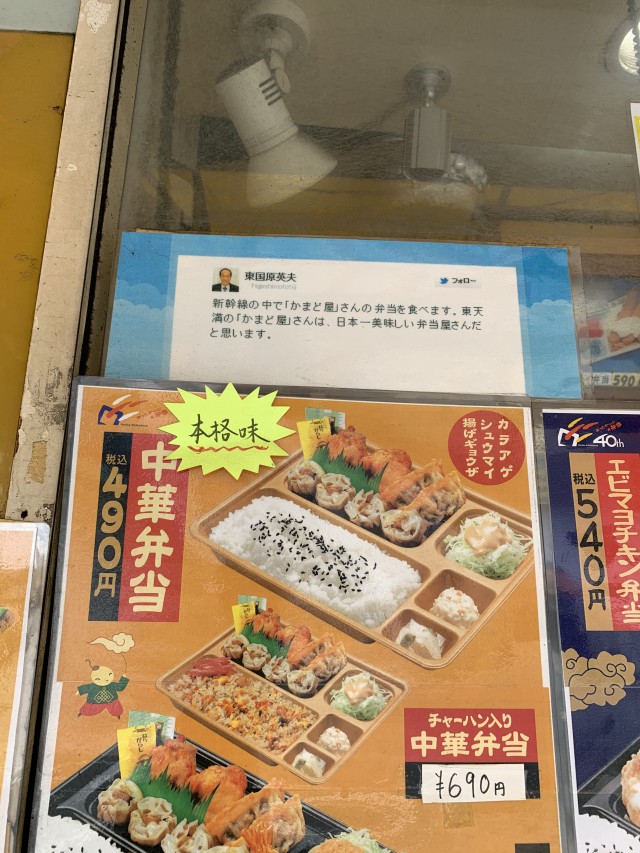 東国原英夫
higashitiji
フォロー
新幹線の中で「かまど屋」さんの弁当を食べます。東天
満の「かまど屋」さんは、日本一美味しい弁当屋さんだ
と思います。
弁当 590
本格味
カラアゲ
シュウマイ
揚げギョウザ
中華弁当
税込
490円
40th
エビマヨチキン弁当
税込
540円
チャーハン入り
中華弁当
¥690円